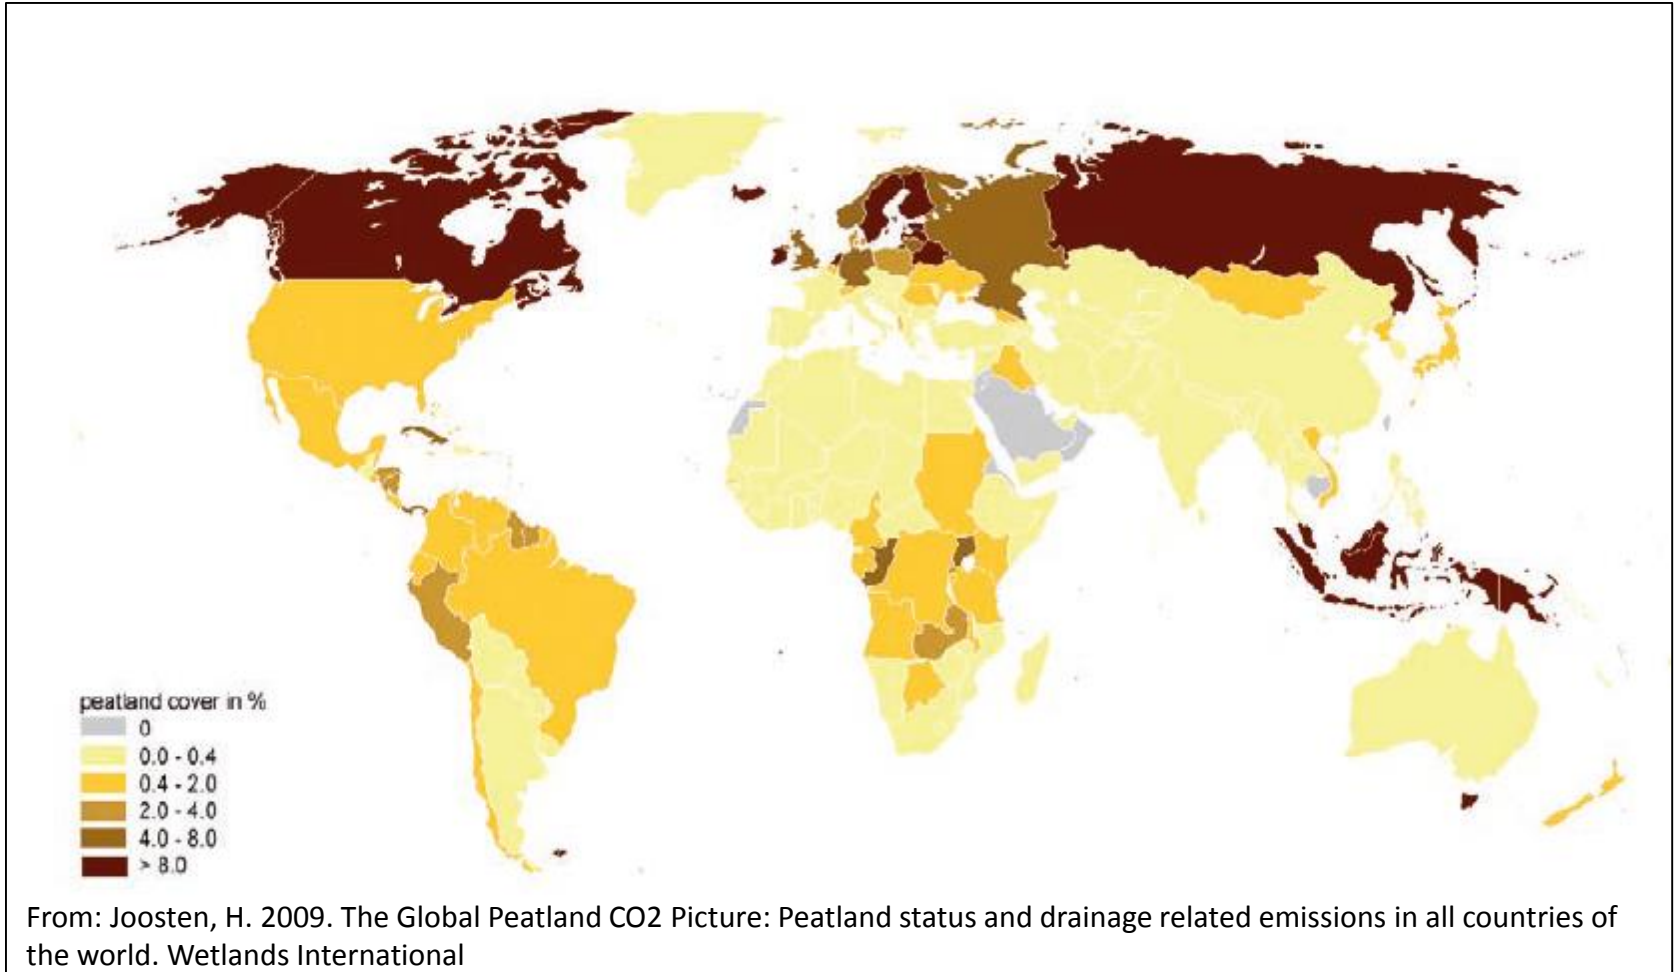 peatland cover in %
0
0.0 - 0.4
0.4 - 2.0
2.0 - 4.0
4.0 - 8.0
> 8.0
From: Joosten, H. 2009. The Global Peatland CO2 Picture: Peatland status and drainage related emissions in all countries of
the world. Wetlands International